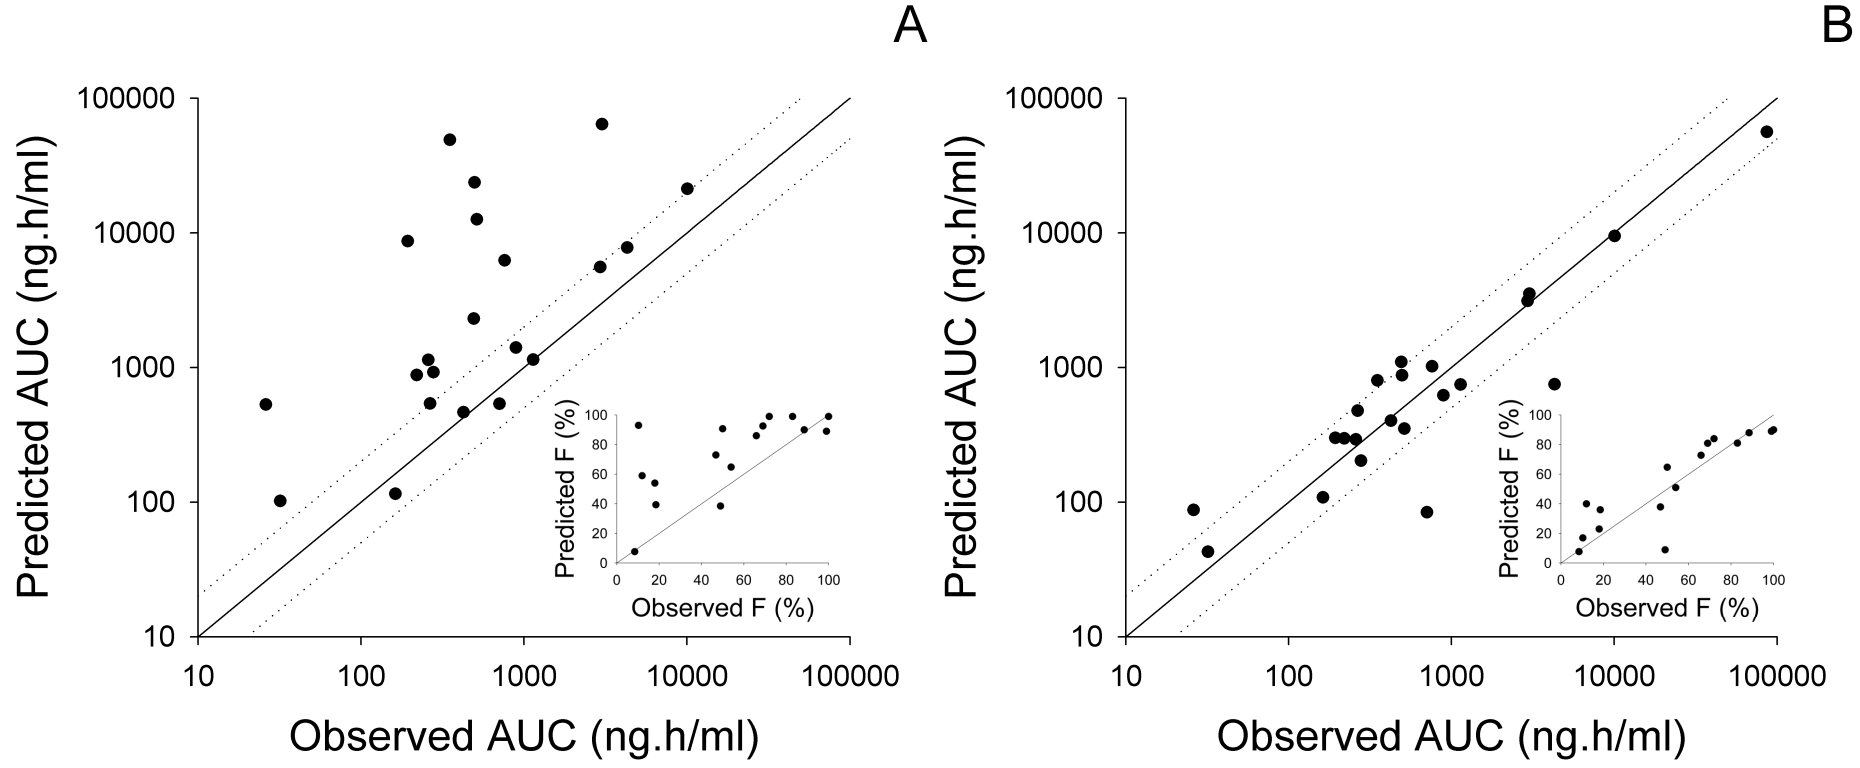 A
Predicted AUC (ng.h/ml)
100000
10000
1000
100
10
10 100 1000 10000 100000
Observed AUC (ng.h/ml)
Predicted F (%)
100
80
60
40
20
0
0 20 40 60 80 100
Observed F (%)
B
Predicted AUC (ng.h/ml)
100000
10000
1000
100
10
10 100 1000 10000 100000
Observed AUC (ng.h/ml)
Predicted F (%)
100
80
60
40
20
0
0 20 40 60 80 100
Observed F (%)